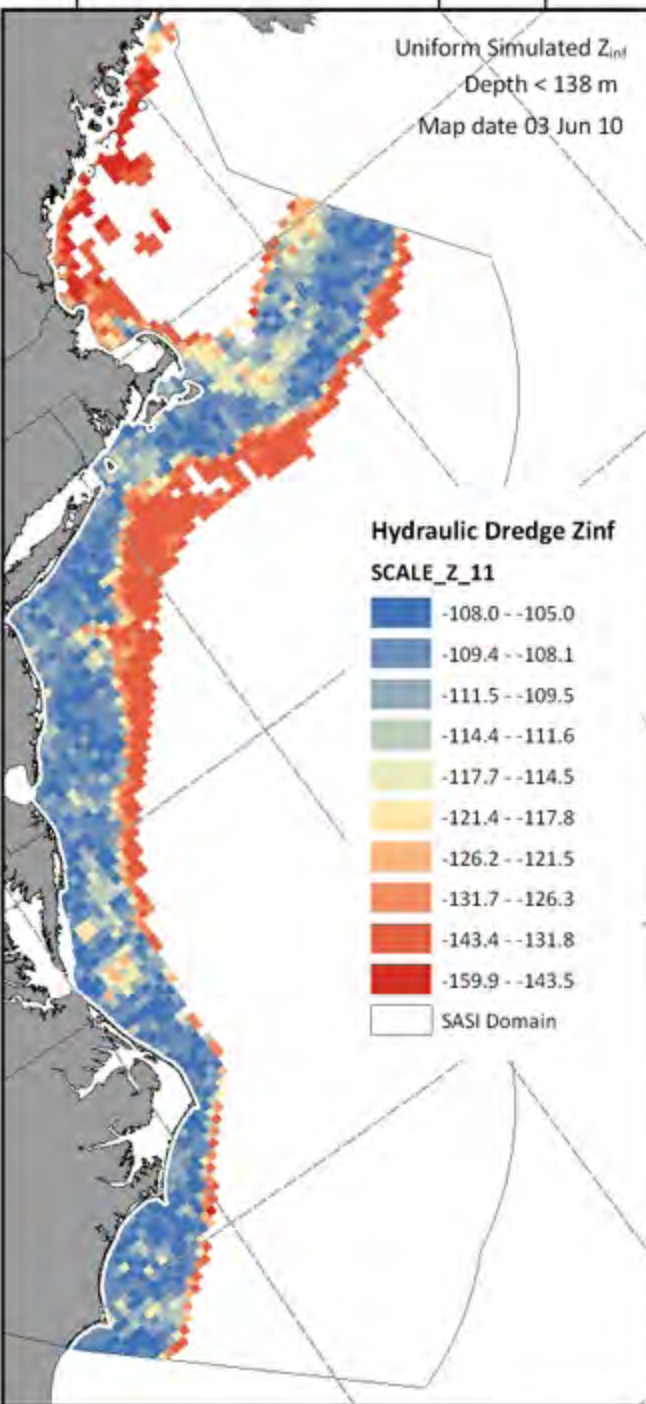 Uniform Simulated Zinf
Depth < 138 m
Map date 03 Jun 10
Hydraulic Dredge Zinf
SCALE_Z_11
-108.0 - -105.0
-109.4 - -108.1
-111.5 - -109.5
-114.4 - -111.6
-117.7 - -114.5
-121.4 - -117.8
-126.2 - -121.5
-131.7 - -126.3
-143.4 - -131.8
-159.9 - -143.5
SASI Domain